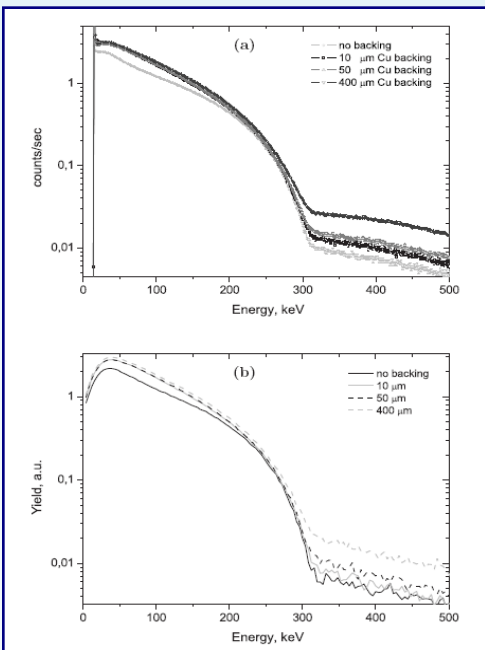 (a)
no backing
10 μm Cu backing
50 μm Cu backing
400 μm Cu backing
counts/sec
1
0,1
0,01
0 100 200 300 400 500
Energy, keV
(b)
no backing
10 μm
50 μm
400 μm
Yield, a.u.
1
0,1
0,01
0 100 200 300 400 500
Energy, keV